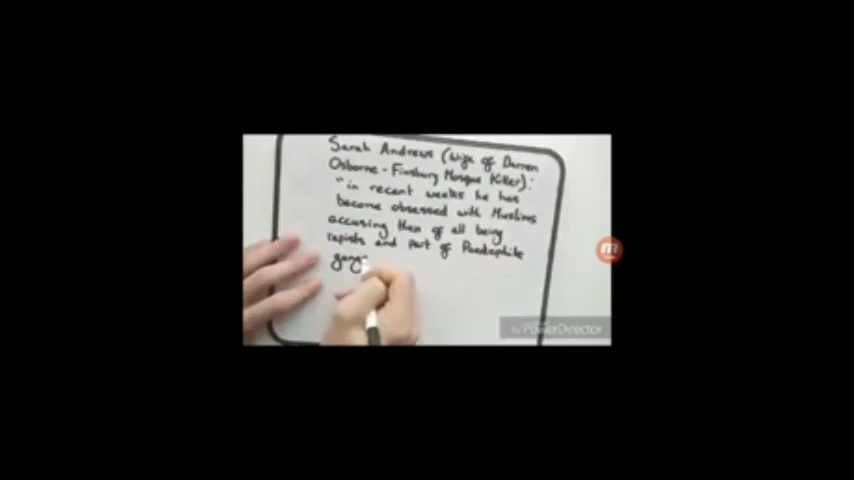 Sarah Andrews (wife of Darren
Osborne - Finsbury Mosque Killer):
"in recent weeks he has
become obsessed with Muslims
accusing them of all being
rapists and part of Paedophile
gangs
M
PowerDirector